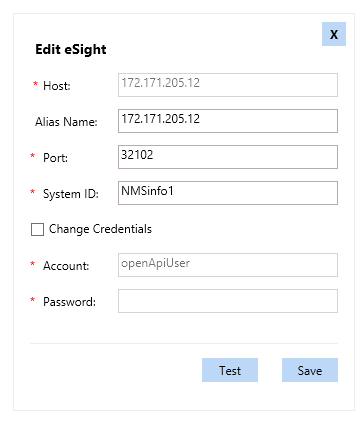 X
Edit eSight
* Host: 172.171.205.12
Alias Name: 172.171.205.12
* Port: 32102
* System ID: NMSinfo1
Change Credentials
* Account: openApiUser
* Password:
Test Save